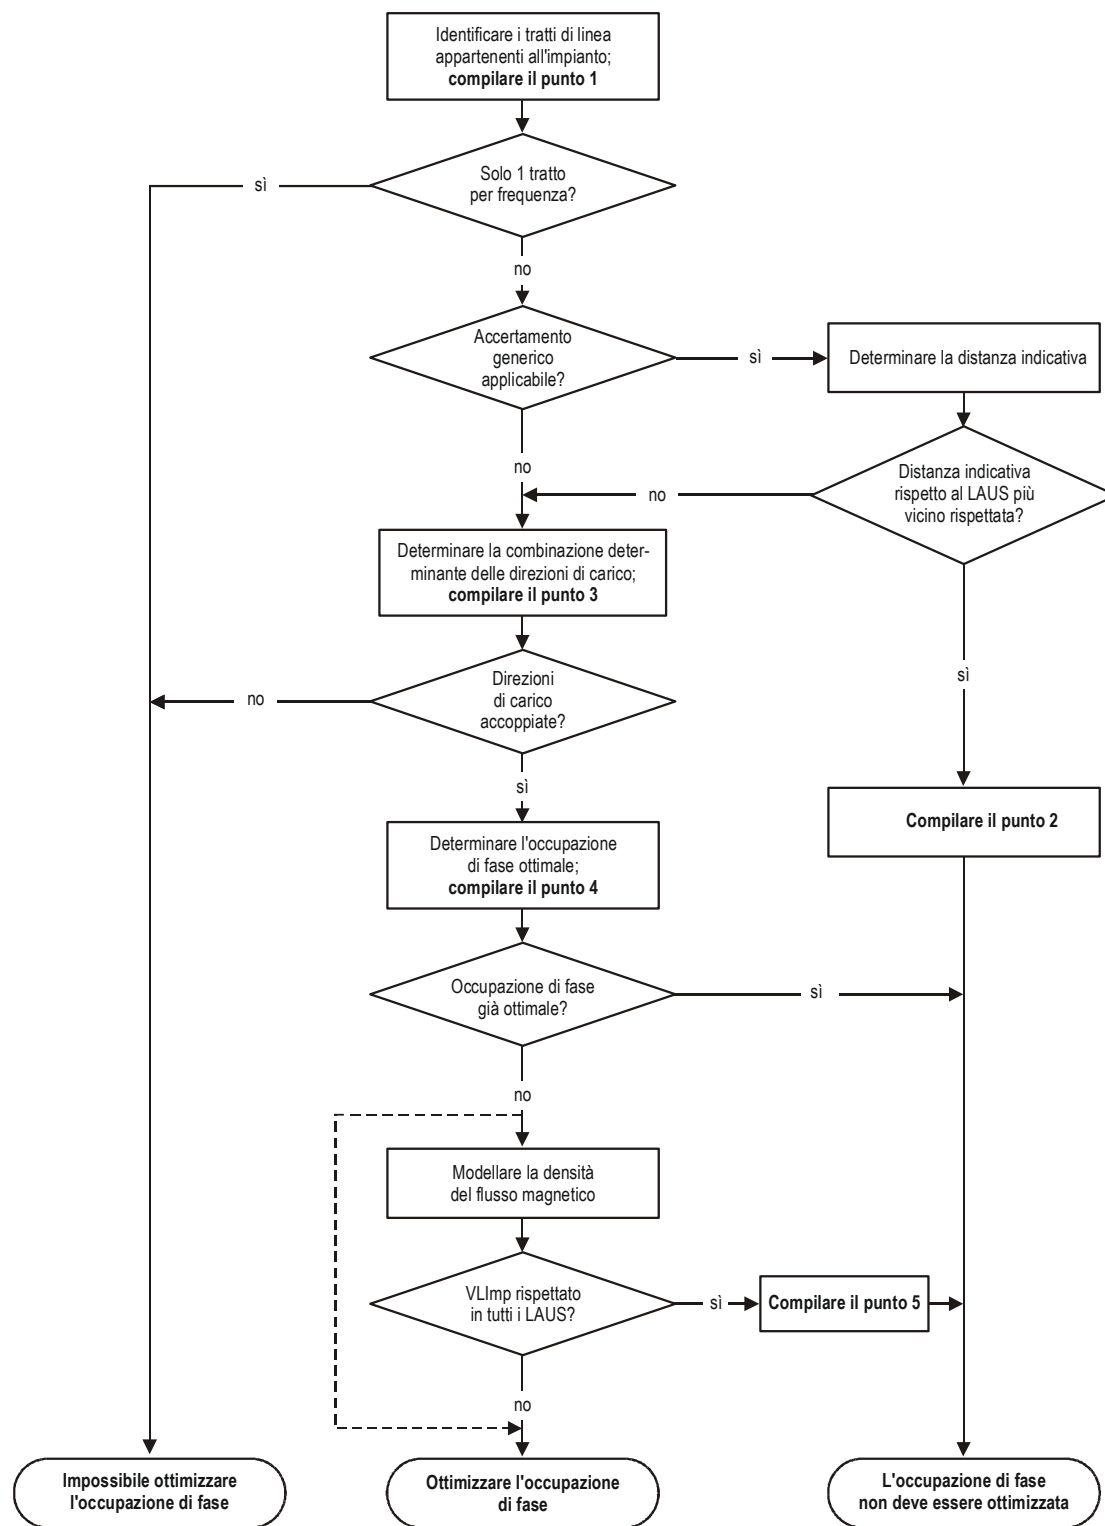 Identificare i tratti di linea
appartenenti all'impianto;
compilare il punto 1
Solo 1 tratto
per frequenza?
sì
no
Accertamento
generico
applicabile?
sì
Determinare la distanza indicativa
no
Distanza indicativa
rispetto al LAUS più
vicino rispettata?
no
Determinare la combinazione deter-
minante delle direzioni di carico;
compilare il punto 3
Direzioni
di carico
accoppiate?
no
sì
sì
Compilare il punto 2
Determinare l'occupazione
di fase ottimale;
compilare il punto 4
Occupazione di fase
già ottimale?
sì
no
Modellare la densità
del flusso magnetico
VLImp rispettato
in tutti i LAUS?
sì
Compilare il punto 5
no
Impossibile ottimizzare
l'occupazione di fase
Ottimizzare l'occupazione
di fase
L'occupazione di fase
non deve essere ottimizzata